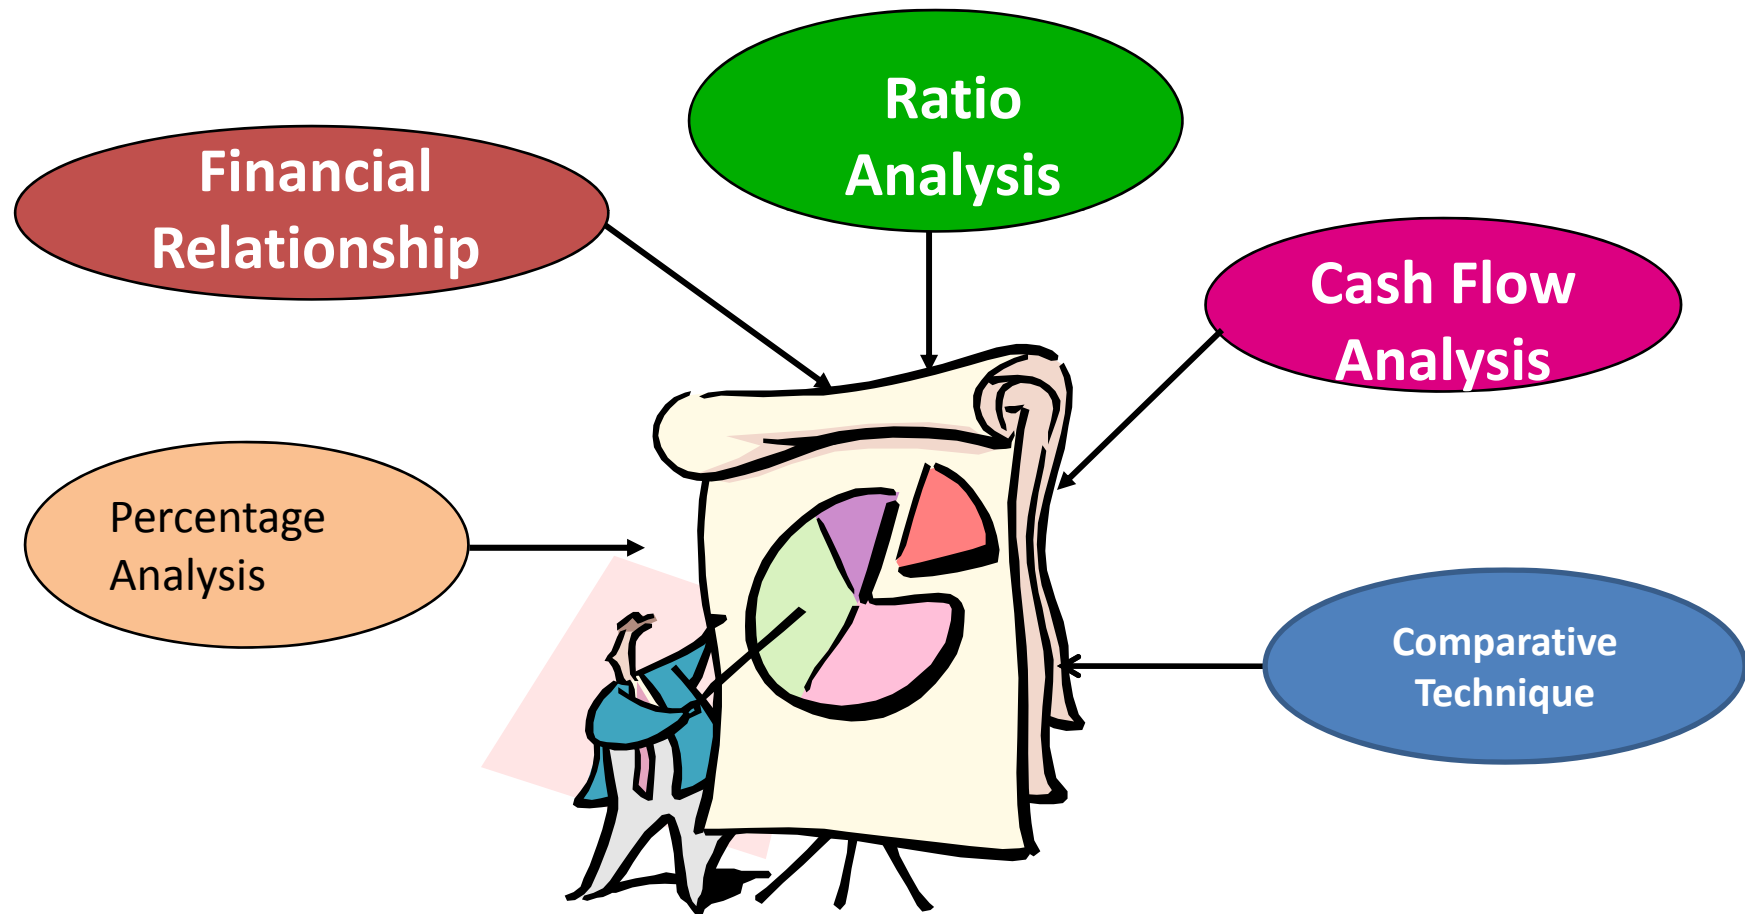 Ratio
Analysis
Financial
Relationship
Cash Flow
Analysis
Percentage
Analysis
Comparative
Technique